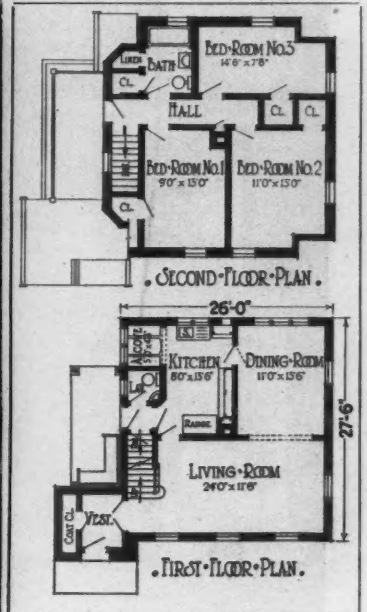 BED·ROOM NO.3
14'6" x 7'8"
LINEN
BATH
CL.
HALL
CL.
CL.
BED·ROOM NO.1
9'0" x 13'0"
BED·ROOM NO.2
11'0" x 13'0"
CL.
. SECOND·FLOOR·PLAN .
26'-0"
ALCOVE
S.
KITCHEN
8'0" x 13'6"
DINING·ROOM
11'0" x 13'6"
LAV.
RANGE
27'-6"
LIVING·ROOM
24'0" x 11'6"
COAT CL.
VEST.
. FIRST·FLOOR·PLAN .